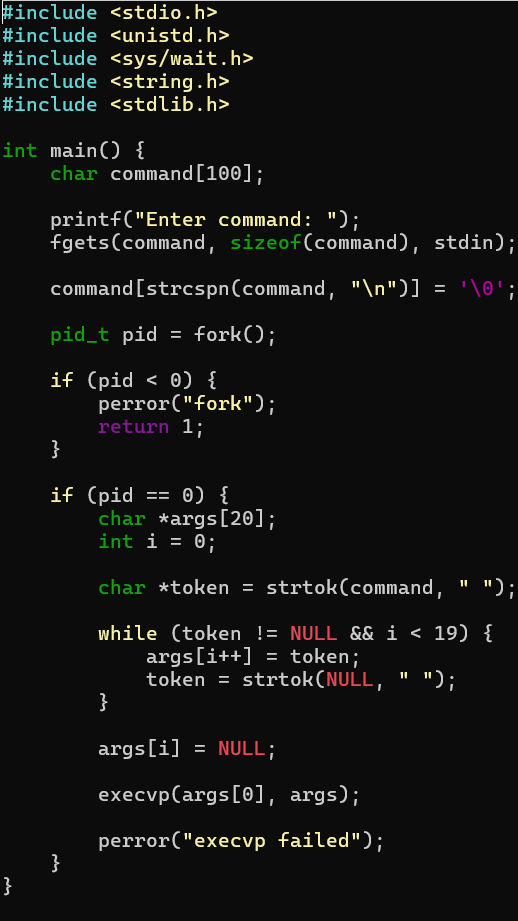 #include <stdio.h>
#include <unistd.h>
#include <sys/wait.h>
#include <string.h>
#include <stdlib.h>

int main() {
    char command[100];

    printf("Enter command: ");
    fgets(command, sizeof(command), stdin);

    command[strcspn(command, "\n")] = '\0';

    pid_t pid = fork();

    if (pid < 0) {
        perror("fork");
        return 1;
    }

    if (pid == 0) {
        char *args[20];
        int i = 0;

        char *token = strtok(command, " ");

        while (token != NULL && i < 19) {
            args[i++] = token;
            token = strtok(NULL, " ");
        }

        args[i] = NULL;

        execvp(args[0], args);

        perror("execvp failed");
    }
}